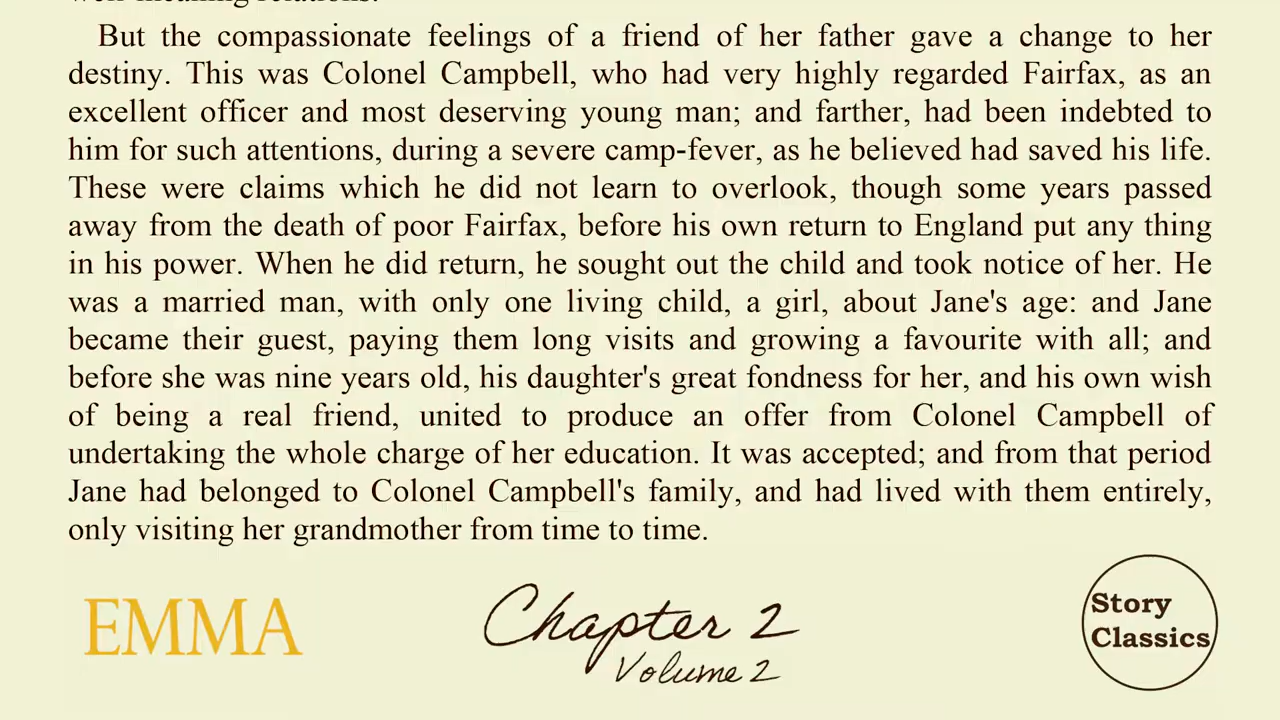 well-meaning relations.
But the compassionate feelings of a friend of her father gave a change to her
destiny. This was Colonel Campbell, who had very highly regarded Fairfax, as an
excellent officer and most deserving young man; and farther, had been indebted to
him for such attentions, during a severe camp-fever, as he believed had saved his life.
These were claims which he did not learn to overlook, though some years passed
away from the death of poor Fairfax, before his own return to England put any thing
in his power. When he did return, he sought out the child and took notice of her. He
was a married man, with only one living child, a girl, about Jane's age: and Jane
became their guest, paying them long visits and growing a favourite with all; and
before she was nine years old, his daughter's great fondness for her, and his own wish
of being a real friend, united to produce an offer from Colonel Campbell of
undertaking the whole charge of her education. It was accepted; and from that period
Jane had belonged to Colonel Campbell's family, and had lived with them entirely,
only visiting her grandmother from time to time.
EMMA
Chapter 2
Volume 2
Story
Classics